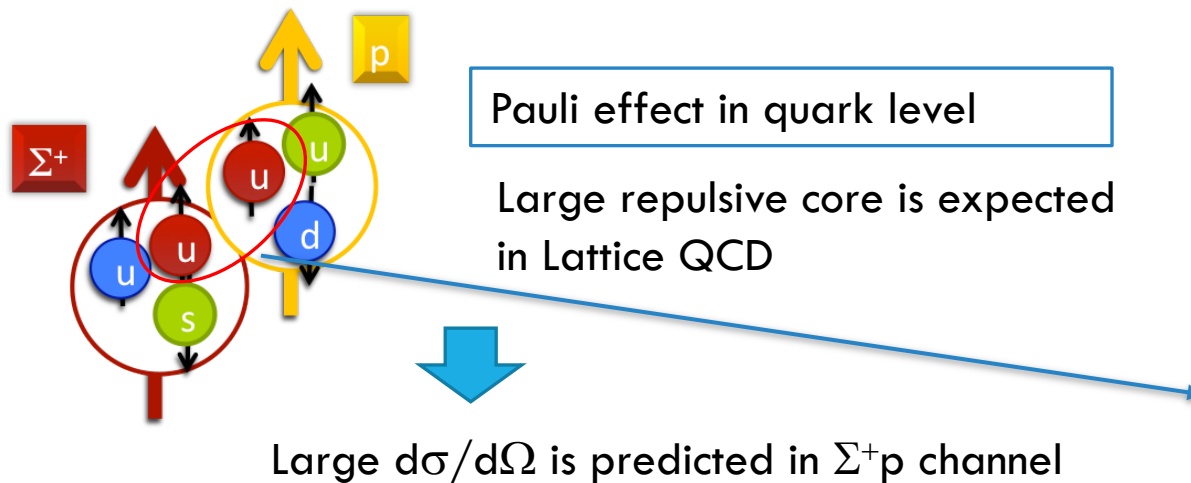 p
Σ⁺
u
u
d
u
u
s
Pauli effect in quark level
Large repulsive core is expected
in Lattice QCD
Large dσ/dΩ is predicted in Σ⁺p channel